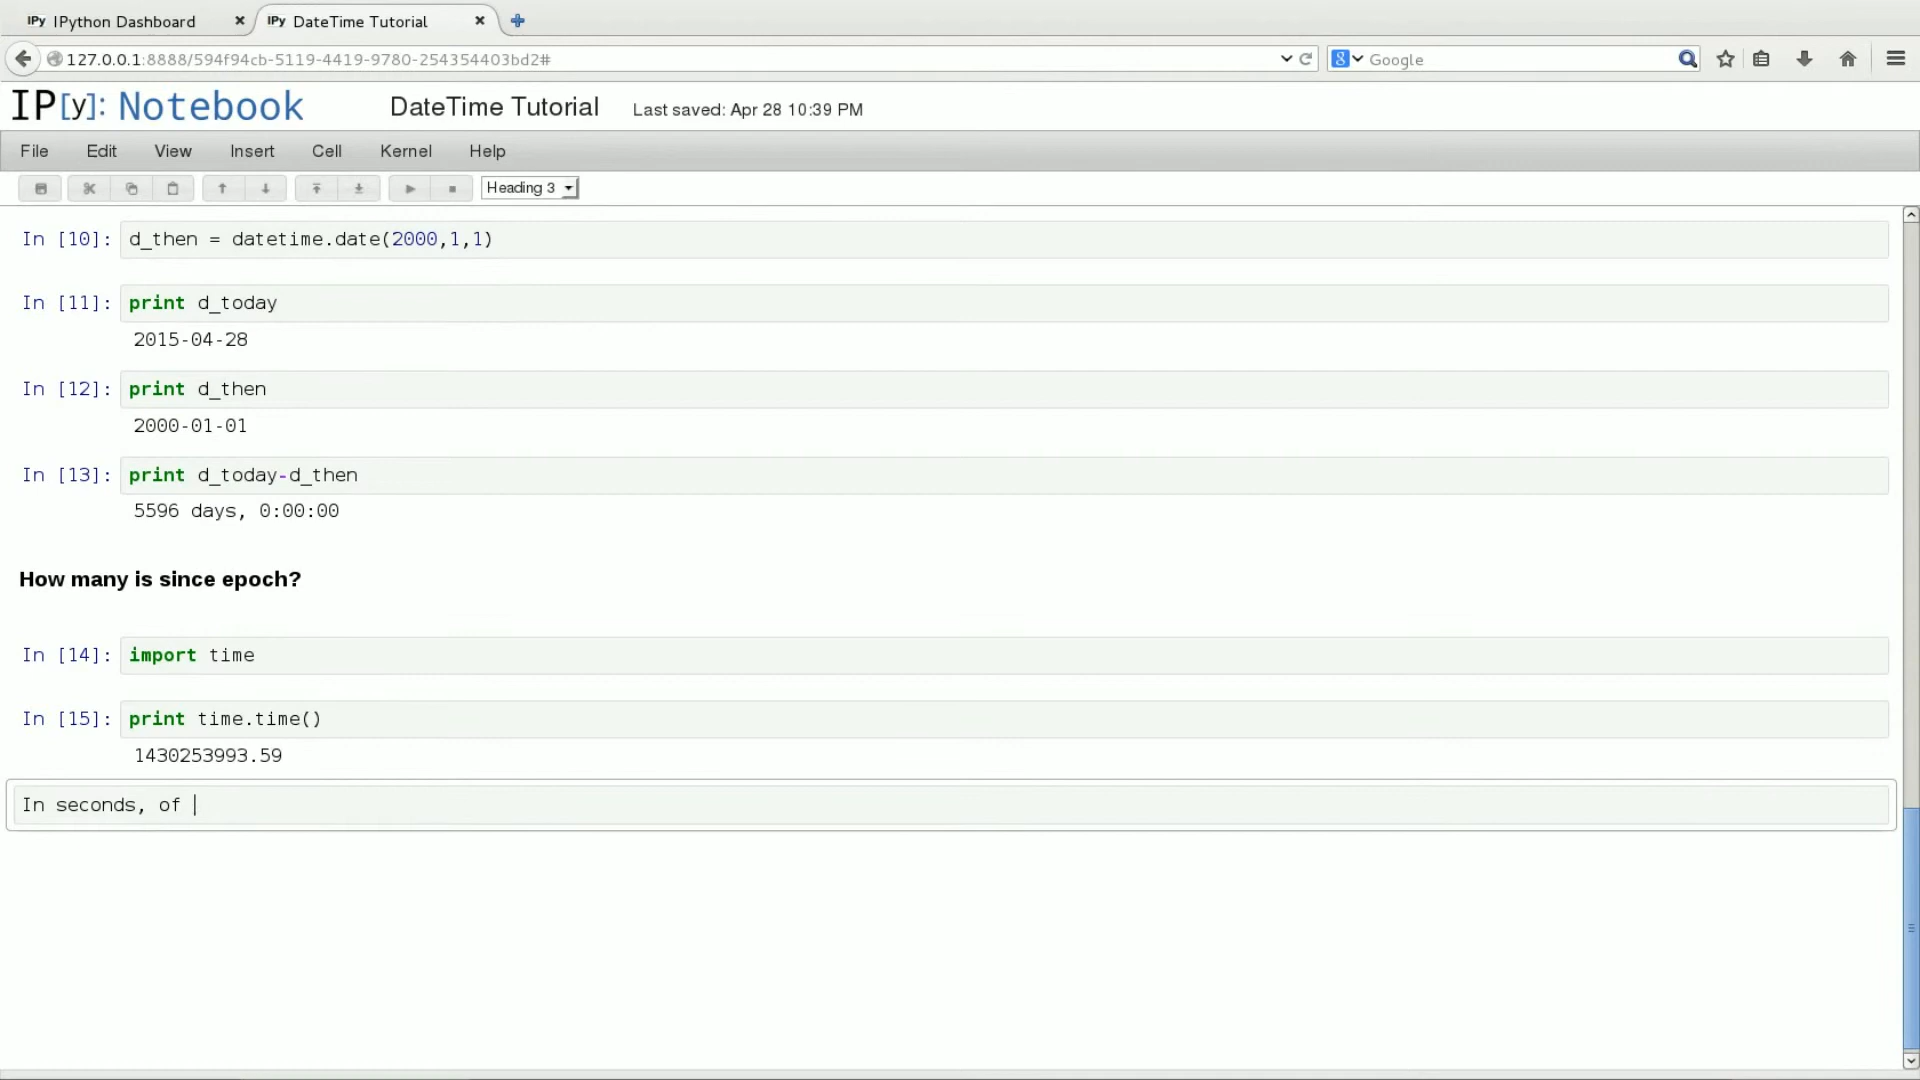 IPy IPython Dashboard
IPy DateTime Tutorial
127.0.0.1:8888/594f94cb-5119-4419-9780-254354403bd2#
8 Google
IP[y]: Notebook DateTime Tutorial Last saved: Apr 28 10:39 PM
File Edit View Insert Cell Kernel Help
Heading 3
In [10]: d_then = datetime.date(2000,1,1)
In [11]: print d_today
2015-04-28
In [12]: print d_then
2000-01-01
In [13]: print d_today-d_then
5596 days, 0:00:00
How many is since epoch?
In [14]: import time
In [15]: print time.time()
1430253993.59
In seconds, of